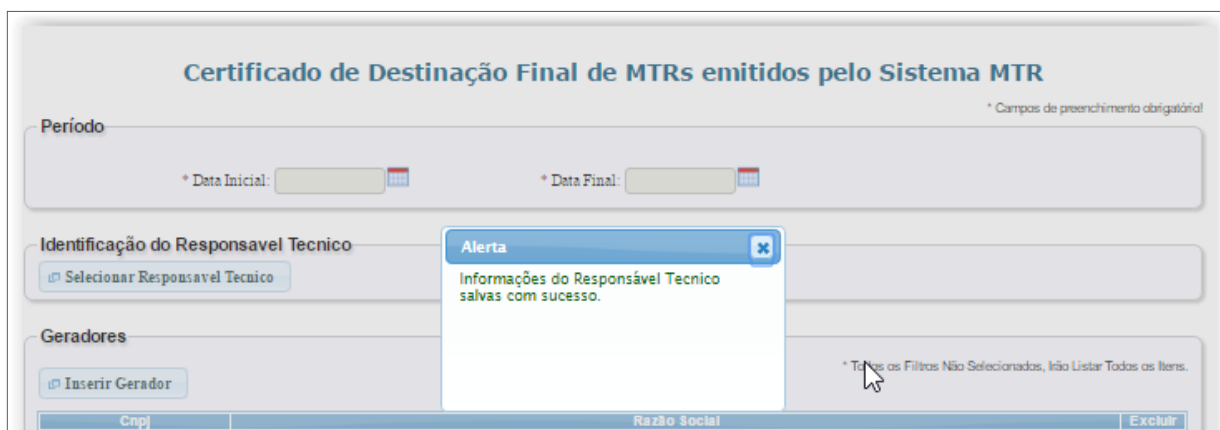 Certificado de Destinação Final de MTRs emitidos pelo Sistema MTR
* Campos de preenchimento obrigatório!
Período
* Data Inicial:
* Data Final:
Identificação do Responsavel Tecnico
Selecionar Responsavel Tecnico
Alerta
Informações do Responsável Tecnico
salvas com sucesso.
Geradores
* Todos os Filtros Não Selecionados, Irão Listar Todos os Itens.
Inserir Gerador
Cnpj Razão Social Excluir